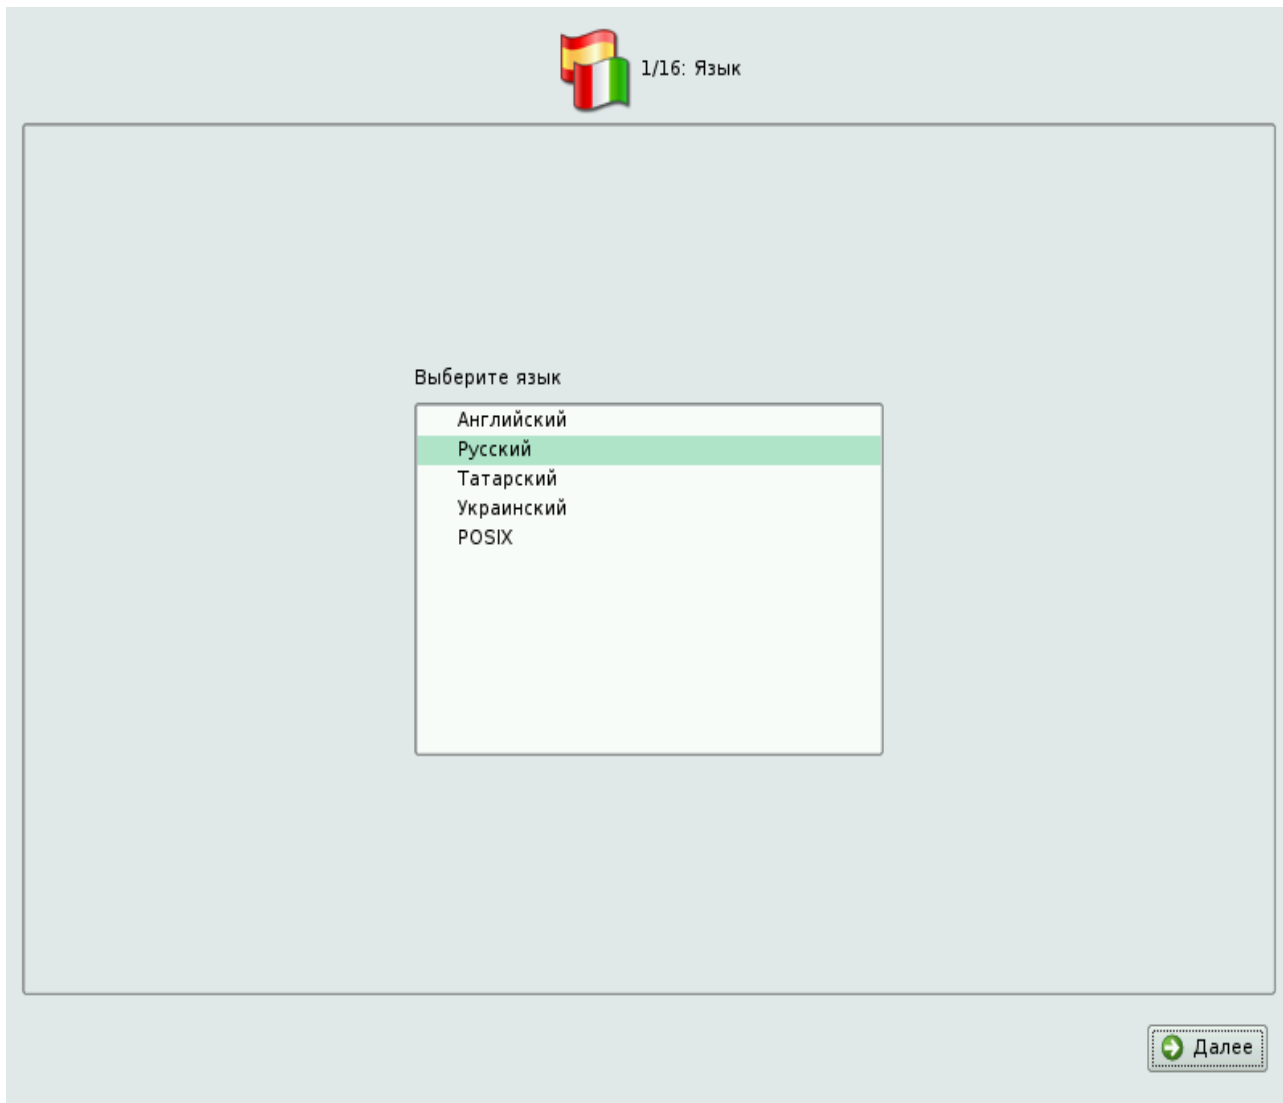 1/16: Язык
Выберите язык
Английский
Русский
Татарский
Украинский
POSIX
Далее